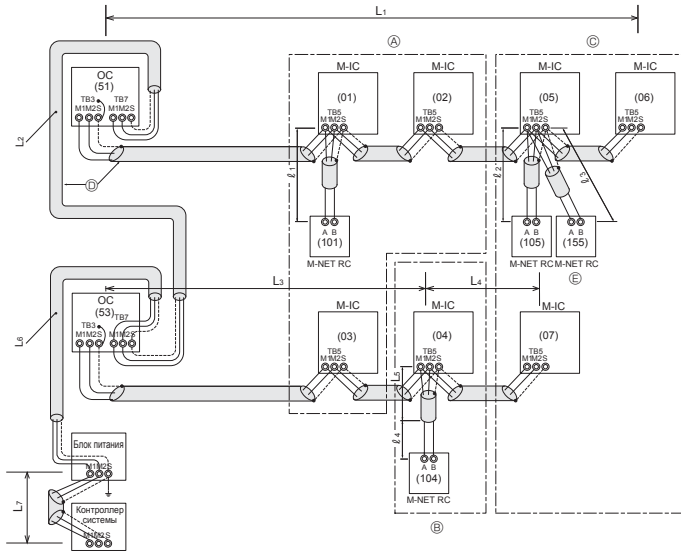 L1
Ⓐ
Ⓒ
M-IC
M-IC
M-IC
M-IC
OC
(51)
TB3
TB7
M1M2S
M1M2S
(01)
TB5
M1M2S
(02)
TB5
M1M2S
(05)
TB5
M1M2S
(06)
TB5
M1M2S
L2
Ⓓ
ℓ1
ℓ2
ℓ3
A B
(101)
M-NET RC
A B
(105)
M-NET RC
A B
(155)
M-NET RC
Ⓔ
L3
L4
OC
(53)
TB3
TB7
M1M2S
M1M2S
M-IC
(03)
TB5
M1M2S
M-IC
(04)
TB5
M1M2S
M-IC
(07)
TB5
M1M2S
L6
L5
ℓ4
A B
(104)
M-NET RC
Ⓑ
Блок питания
M1M2S
L7
Контроллер
системы
M1M2S